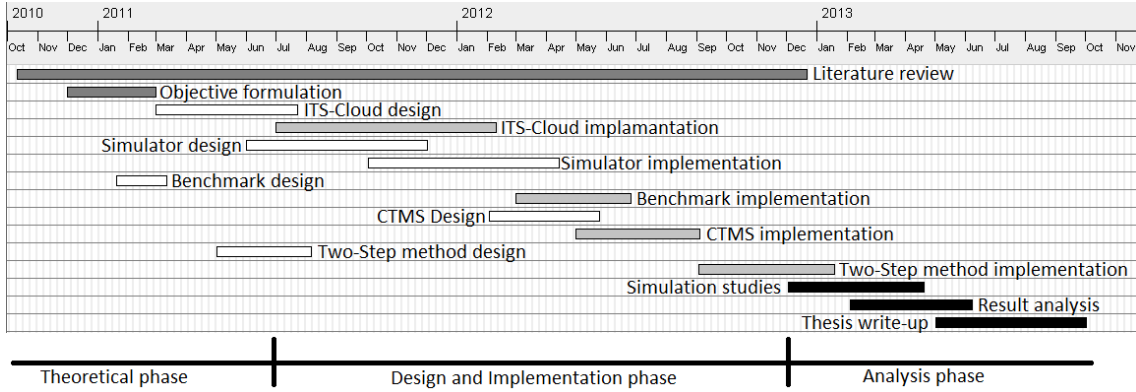 2010 2011 2012 2013
Oct Nov Dec Jan Feb Mar Apr May Jun Jul Aug Sep Oct Nov Dec Jan Feb Mar Apr May Jun Jul Aug Sep Oct Nov Dec Jan Feb Mar Apr May Jun Jul Aug Sep Oct Nov
Literature review
Objective formulation
ITS-Cloud design
ITS-Cloud implamantation
Simulator design
Simulator implementation
Benchmark design
Benchmark implementation
CTMS Design
CTMS implementation
Two-Step method design
Two-Step method implementation
Simulation studies
Result analysis
Thesis write-up
Theoretical phase Design and Implementation phase Analysis phase